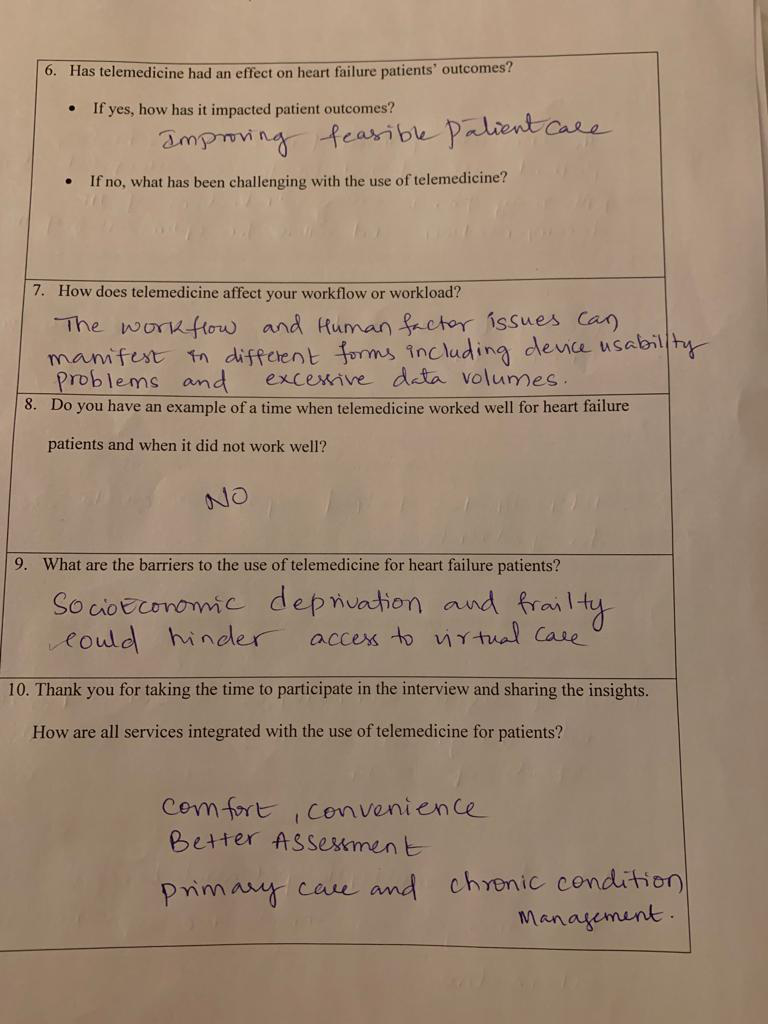 6. Has telemedicine had an effect on heart failure patients' outcomes?
• If yes, how has it impacted patient outcomes?
Improving feasible patient care
• If no, what has been challenging with the use of telemedicine?
7. How does telemedicine affect your workflow or workload?
The workflow and Human factor issues can
manifest in different forms including device usability
problems and excessive data volumes.
8. Do you have an example of a time when telemedicine worked well for heart failure
patients and when it did not work well?
NO
9. What are the barriers to the use of telemedicine for heart failure patients?
SocioEconomic deprivation and frailty
could hinder access to virtual care
10. Thank you for taking the time to participate in the interview and sharing the insights.
How are all services integrated with the use of telemedicine for patients?
Comfort, convenience
Better Assessment
primary care and chronic condition
Management.